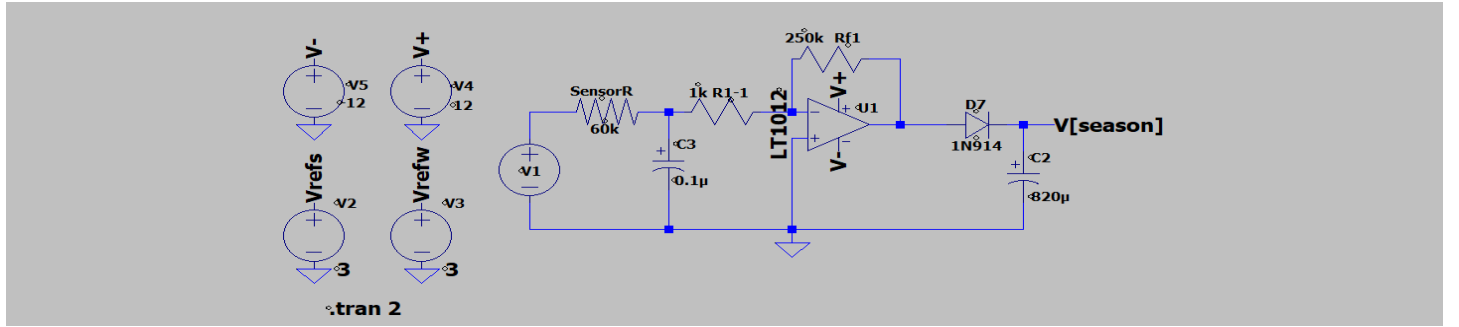 V-
V5
-12
V+
V4
12
Vrefs
V2
3
Vrefw
V3
3
.tran 2
V1
SensorR
60k
C3
0.1µ
1k R1-1
250k Rf1
LT1012
V+
U1
V-
D7
1N914
V[season]
C2
820µ